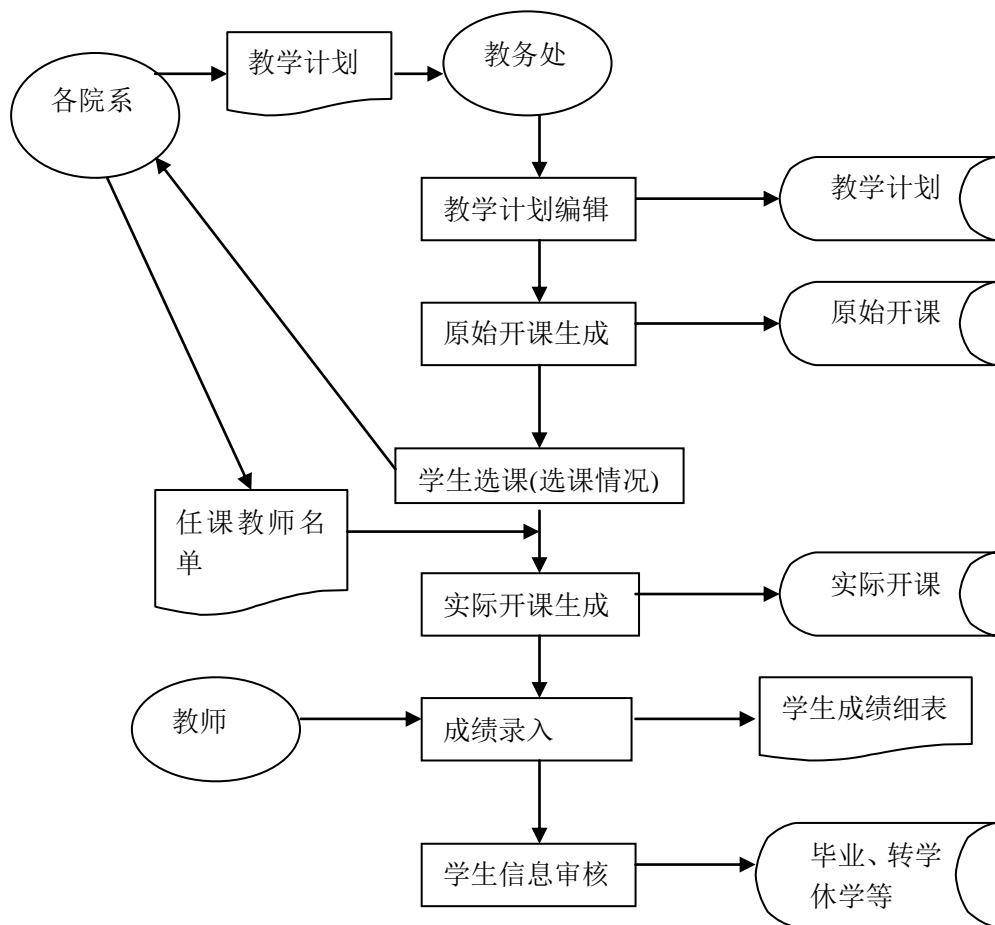 教学计划
教务处
各院系
教学计划编辑
教学计划
原始开课生成
原始开课
学生选课(选课情况)
任课教师名
单
实际开课生成
实际开课
教师
成绩录入
学生成绩细表
学生信息审核
毕业、转学
休学等